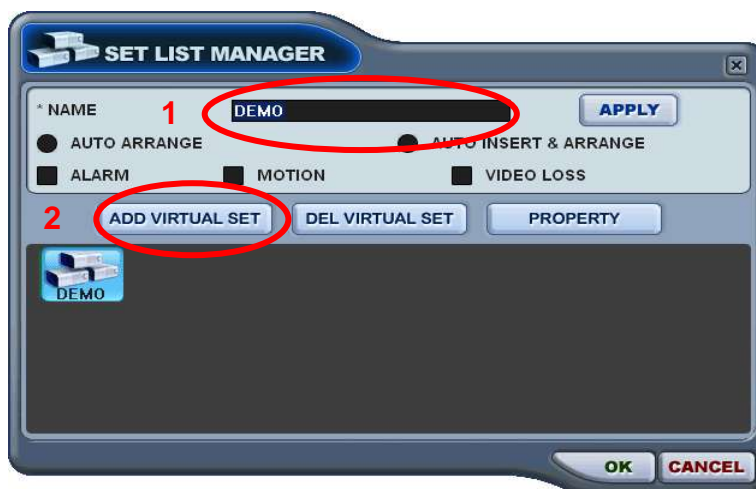 SET LIST MANAGER
* NAME 1 DEMO APPLY
AUTO ARRANGE AUTO INSERT & ARRANGE
ALARM MOTION VIDEO LOSS
2 ADD VIRTUAL SET DEL VIRTUAL SET PROPERTY
DEMO
OK CANCEL